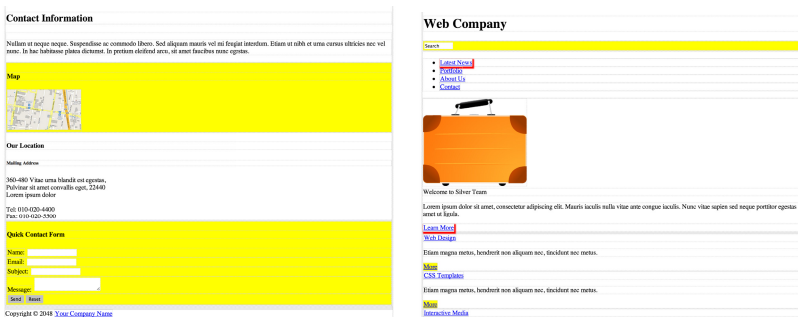 Contact Information
Nullam ut neque neque. Suspendisse ac commodo libero. Sed aliquam mauris vel mi feugiat interdum. Etiam ut nibh et urna cursus ultricies nec vel
nunc. In hac habitasse platea dictumst. In pretium eleifend arcu, sit amet faucibus nunc egestas.
Map
Our Location
Mailing Address
360-480 Vitae urna blandit est egestas,
Pulvinar sit amet convallis eget, 22440
Lorem ipsum dolor
Tel: 010-020-4400
Fax: 010-020-5500
Quick Contact Form
Name:
Email:
Subject:
Message:
Send Reset
Copyright © 2048 Your Company Name
Web Company
Search
Latest News
Portfolio
About Us
Contact
Welcome to Silver Team
Lorem ipsum dolor sit amet, consectetur adipiscing elit. Mauris iaculis nulla vitae ante congue iaculis. Nunc vitae sapien sed neque porttitor egestas
amet ut ligula.
Learn More
Web Design
Etiam magna metus, hendrerit non aliquam nec, tincidunt nec metus.
More
CSS Templates
Etiam magna metus, hendrerit non aliquam nec, tincidunt nec metus.
More
Interactive Media